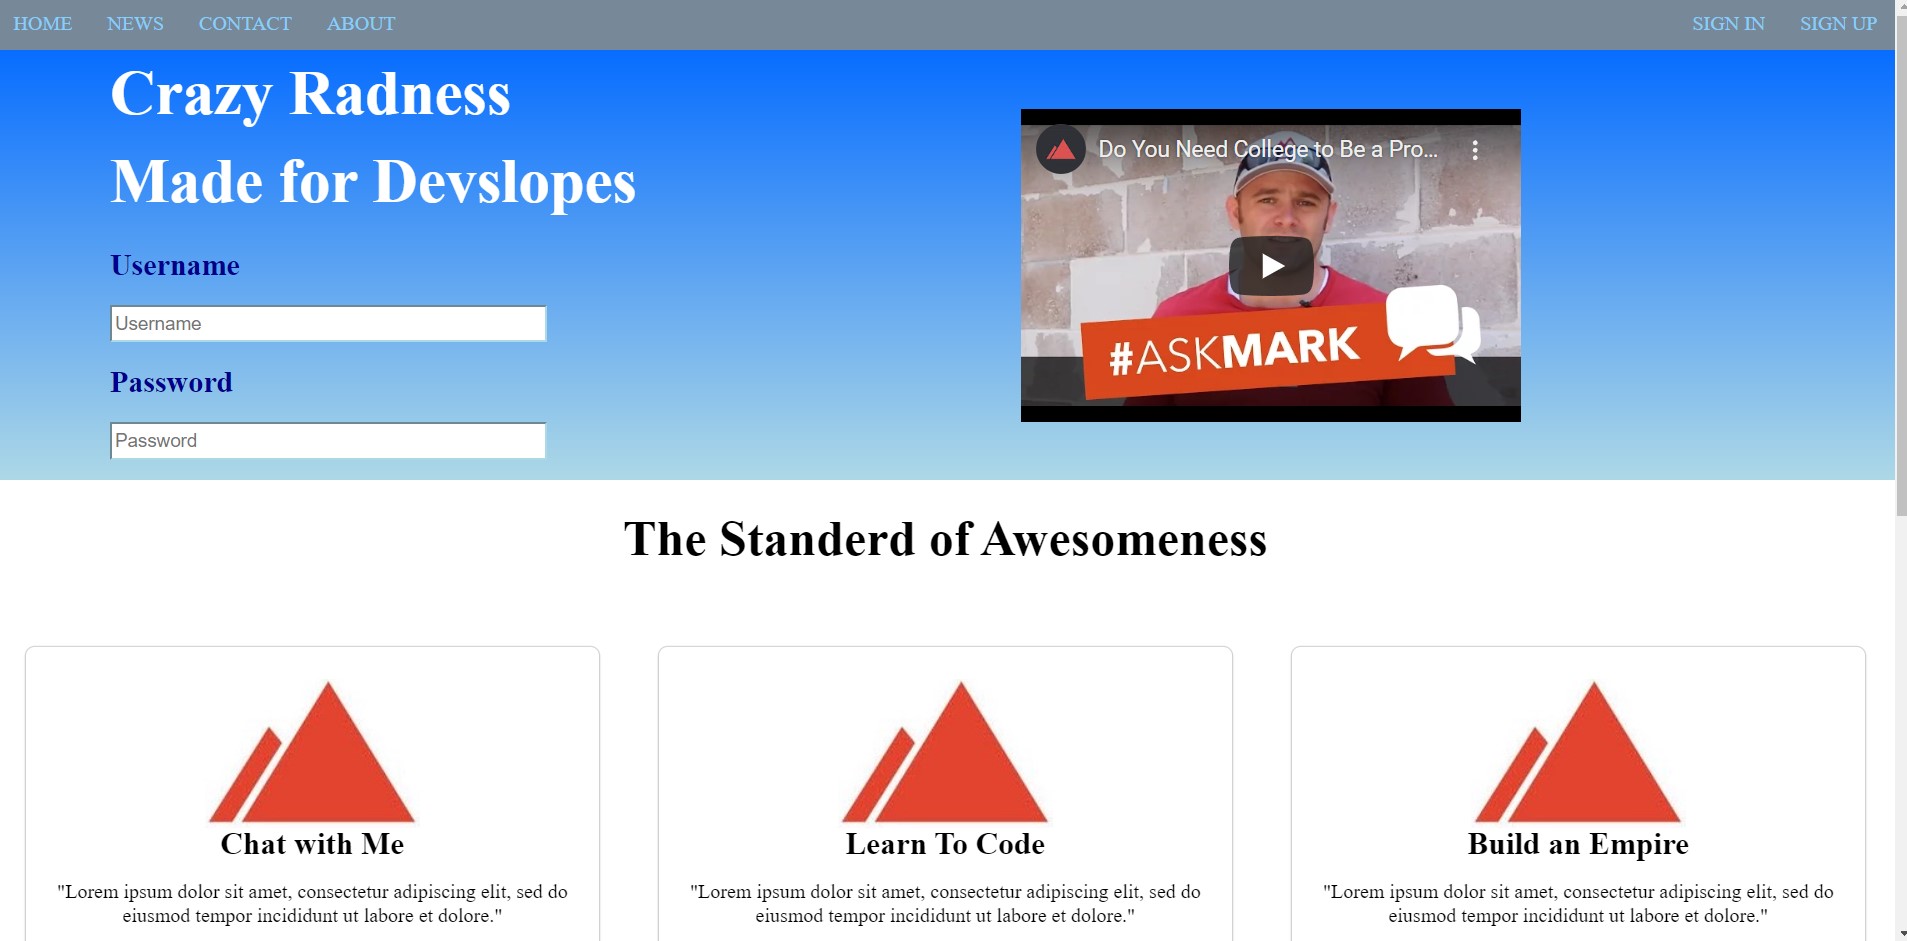 HOME NEWS CONTACT ABOUT SIGN IN SIGN UP
Crazy Radness
Made for Devslopes
Username
Username
Password
Password
Do You Need College to Be a Pro...
#ASKMARK
The Standerd of Awesomeness
Chat with Me
"Lorem ipsum dolor sit amet, consectetur adipiscing elit, sed do
eiusmod tempor incididunt ut labore et dolore."
Learn To Code
"Lorem ipsum dolor sit amet, consectetur adipiscing elit, sed do
eiusmod tempor incididunt ut labore et dolore."
Build an Empire
"Lorem ipsum dolor sit amet, consectetur adipiscing elit, sed do
eiusmod tempor incididunt ut labore et dolore."